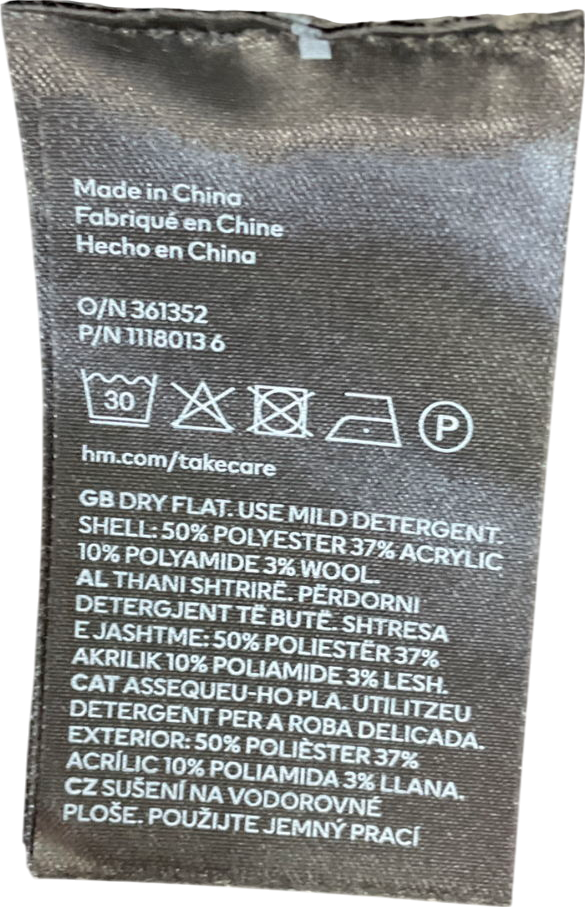 Made in China
Fabriqué en Chine
Hecho en China
O/N 361352
P/N 1118013 6
30 P
hm.com/takecare
GB DRY FLAT. USE MILD DETERGENT.
SHELL: 50% POLYESTER 37% ACRYLIC
10% POLYAMIDE 3% WOOL.
AL THANI SHTRIRË. PËRDORNI
DETERGJENT TË BUTË. SHTRESA
E JASHTME: 50% POLIESTËR 37%
AKRILIK 10% POLIAMIDE 3% LESH.
CAT ASSEQUEU-HO PLA. UTILITZEU
DETERGENT PER A ROBA DELICADA.
EXTERIOR: 50% POLIÈSTER 37%
ACRÍLIC 10% POLIAMIDA 3% LLANA.
CZ SUŠENÍ NA VODOROVNÉ
PLOŠE. POUŽIJTE JEMNÝ PRACÍ